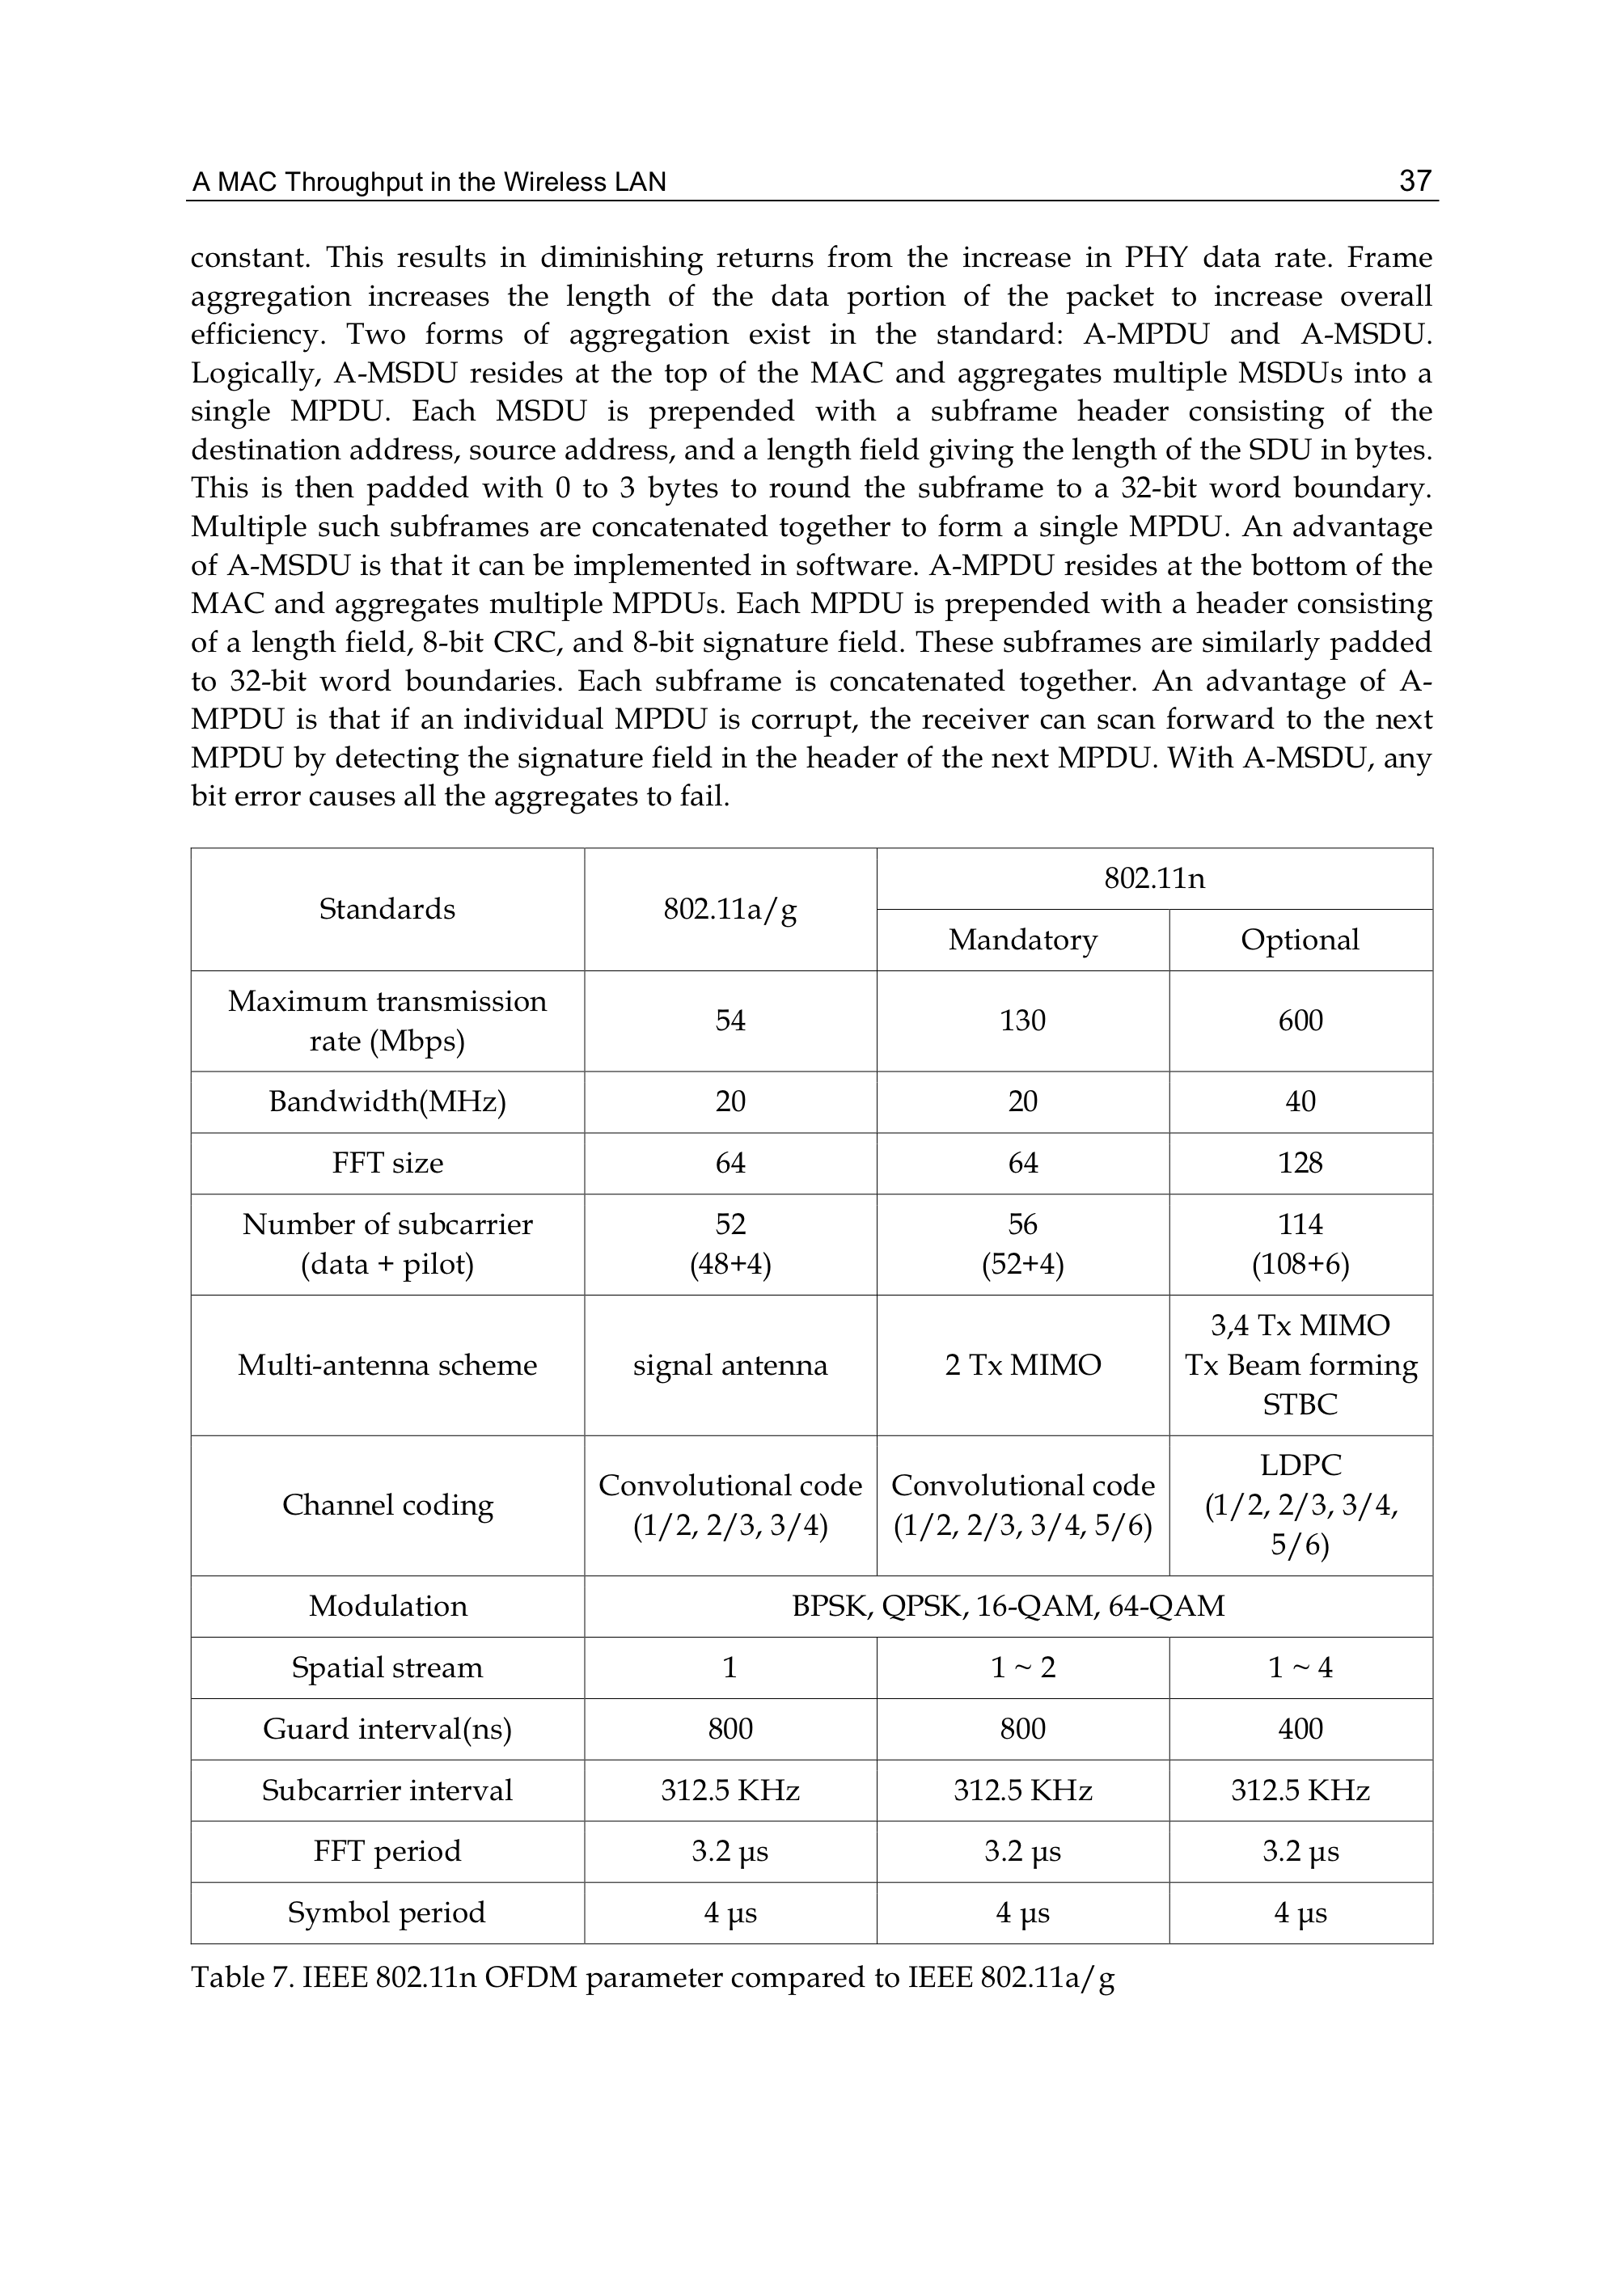 A MAC Throughput in the Wireless LAN 37
constant. This results in diminishing returns from the increase in PHY data rate. Frame
aggregation increases the length of the data portion of the packet to increase overall
efficiency. Two forms of aggregation exist in the standard: A-MPDU and A-MSDU.
Logically, A-MSDU resides at the top of the MAC and aggregates multiple MSDUs into a
single MPDU. Each MSDU is prepended with a subframe header consisting of the
destination address, source address, and a length field giving the length of the SDU in bytes.
This is then padded with 0 to 3 bytes to round the subframe to a 32-bit word boundary.
Multiple such subframes are concatenated together to form a single MPDU. An advantage
of A-MSDU is that it can be implemented in software. A-MPDU resides at the bottom of the
MAC and aggregates multiple MPDUs. Each MPDU is prepended with a header consisting
of a length field, 8-bit CRC, and 8-bit signature field. These subframes are similarly padded
to 32-bit word boundaries. Each subframe is concatenated together. An advantage of A-
MPDU is that if an individual MPDU is corrupt, the receiver can scan forward to the next
MPDU by detecting the signature field in the header of the next MPDU. With A-MSDU, any
bit error causes all the aggregates to fail.
Standards 802.11a/g 802.11n
Mandatory Optional
Maximum transmission
rate (Mbps) 54 130 600
Bandwidth(MHz) 20 20 40
FFT size 64 64 128
Number of subcarrier 52 56 114
(data + pilot) (48+4) (52+4) (108+6)
3,4 Tx MIMO
Multi-antenna scheme signal antenna 2 Tx MIMO Tx Beam forming
STBC
LDPC
Channel coding Convolutional code Convolutional code (1/2, 2/3, 3/4,
(1/2, 2/3, 3/4) (1/2, 2/3, 3/4, 5/6) 5/6)
Modulation BPSK, QPSK, 16-QAM, 64-QAM
Spatial stream 1 1 ~ 2 1 ~ 4
Guard interval(ns) 800 800 400
Subcarrier interval 312.5 KHz 312.5 KHz 312.5 KHz
FFT period 3.2 μs 3.2 μs 3.2 μs
Symbol period 4 μs 4 μs 4 μs
Table 7. IEEE 802.11n OFDM parameter compared to IEEE 802.11a/g